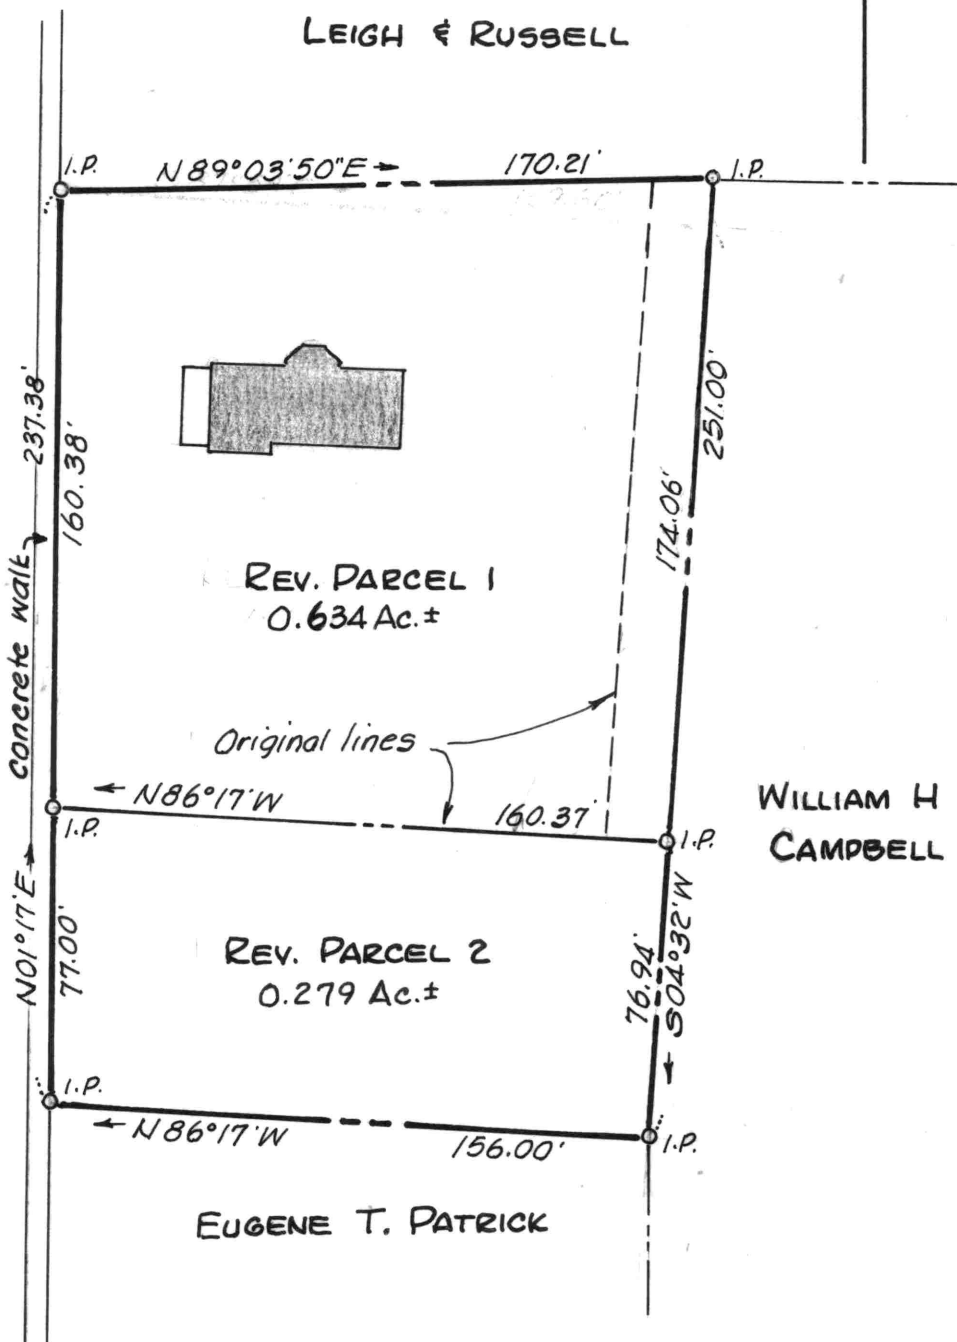 LEIGH & RUSSELL
I.P.
N89°03'50"E
170.21'
I.P.
237.38'
160.38'
251.00'
174.06'
concrete walk
REV. PARCEL 1
0.634 Ac.±
Original lines
N86°17'W
160.37'
I.P.
I.P.
WILLIAM H
CAMPBELL
N01°17'E
77.00'
REV. PARCEL 2
0.279 Ac.±
76.94'
S04°32'W
I.P.
N86°17'W
156.00'
I.P.
EUGENE T. PATRICK